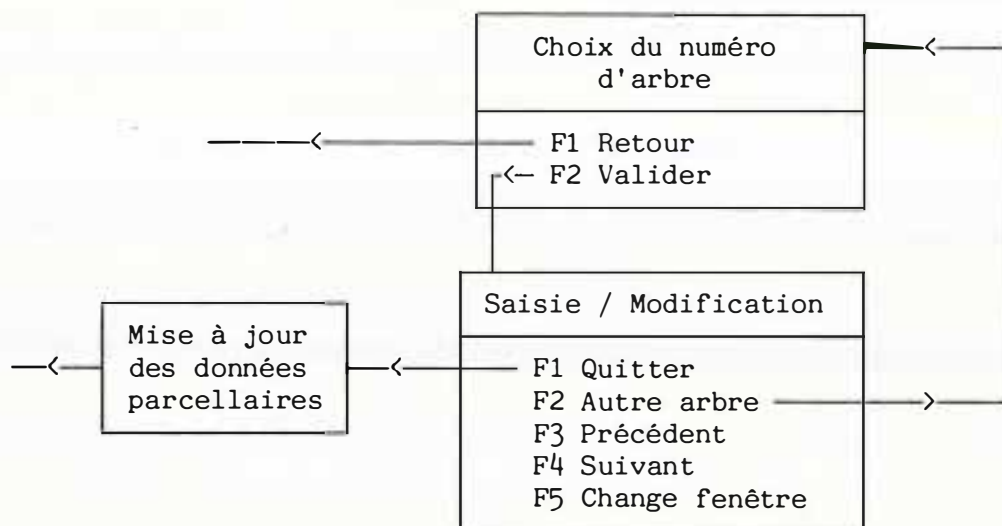 Choix du numéro
d'arbre
F1 Retour
F2 Valider
Saisie / Modification
Mise à jour
des données
parcellaires
F1 Quitter
F2 Autre arbre
F3 Précédent
F4 Suivant
F5 Change fenêtre